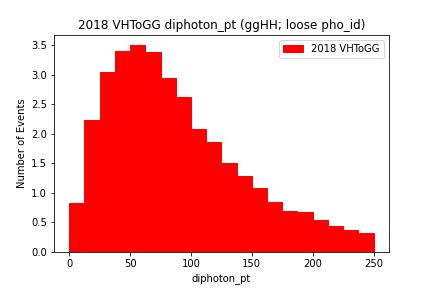 2018 VHToGG diphoton_pt (ggHH; loose pho_id)
2018 VHToGG
Number of Events
3.5
3.0
2.5
2.0
1.5
1.0
0.5
0.0
0 50 100 150 200 250
diphoton_pt